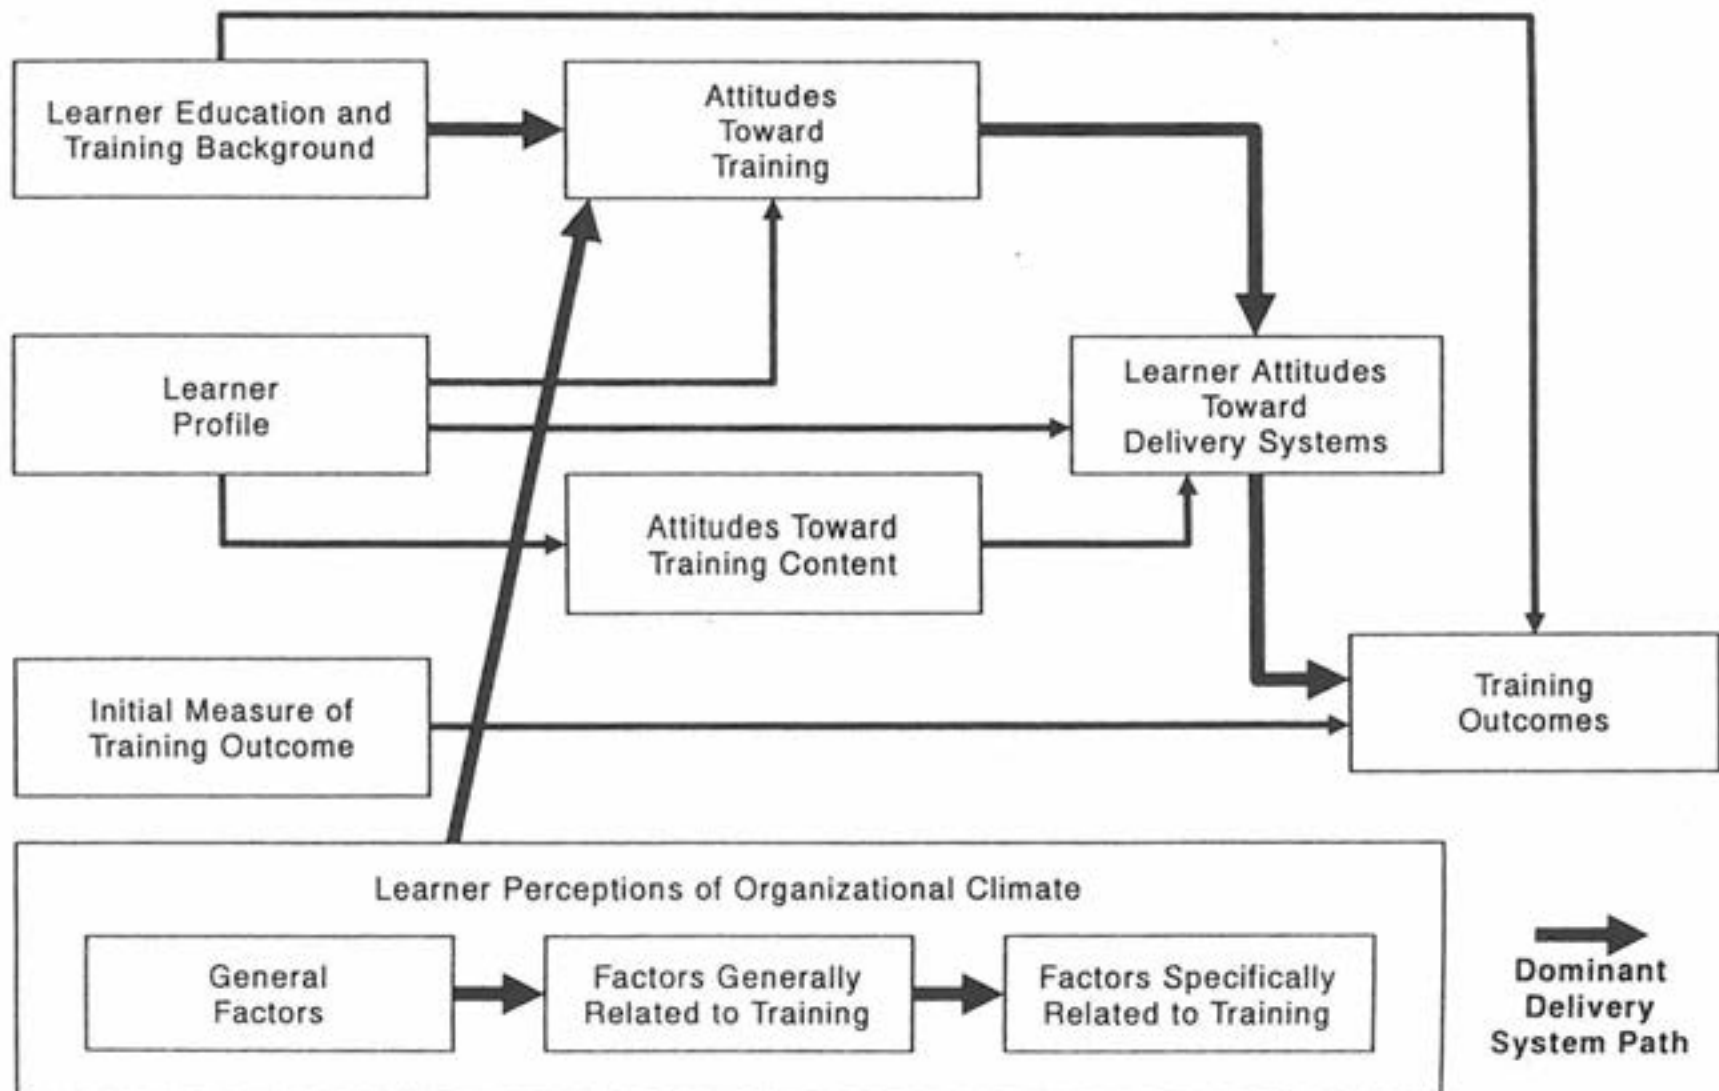 Learner Education and
Training Background
Attitudes
Toward
Training
Learner
Profile
Learner Attitudes
Toward
Delivery Systems
Attitudes Toward
Training Content
Initial Measure of
Training Outcome
Training
Outcomes
Learner Perceptions of Organizational Climate
General
Factors
Factors Generally
Related to Training
Factors Specifically
Related to Training
Dominant
Delivery
System Path